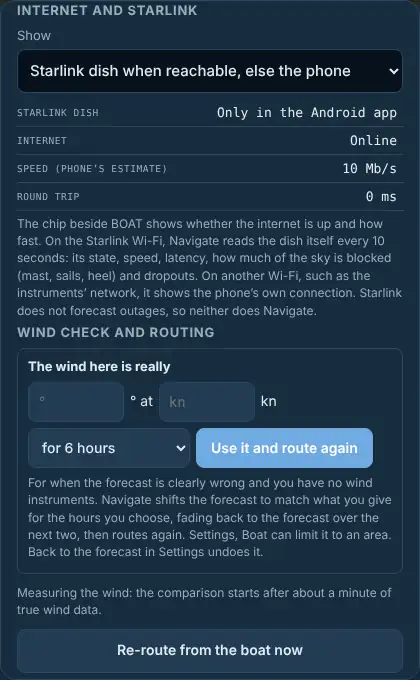 INTERNET AND STARLINK
Show
Starlink dish when reachable, else the phone
STARLINK DISH Only in the Android app
INTERNET Online
SPEED (PHONE'S ESTIMATE) 10 Mb/s
ROUND TRIP 0 ms
The chip beside BOAT shows whether the internet is up and how
fast. On the Starlink Wi-Fi, Navigate reads the dish itself every 10
seconds: its state, speed, latency, how much of the sky is blocked
(mast, sails, heel) and dropouts. On another Wi-Fi, such as the
instruments' network, it shows the phone's own connection. Starlink
does not forecast outages, so neither does Navigate.
WIND CHECK AND ROUTING
The wind here is really
° ° at kn kn
for 6 hours Use it and route again
For when the forecast is clearly wrong and you have no wind
instruments. Navigate shifts the forecast to match what you give
for the hours you choose, fading back to the forecast over the
next two, then routes again. Settings, Boat can limit it to an area.
Back to the forecast in Settings undoes it.
Measuring the wind: the comparison starts after about a minute of
true wind data.
Re-route from the boat now